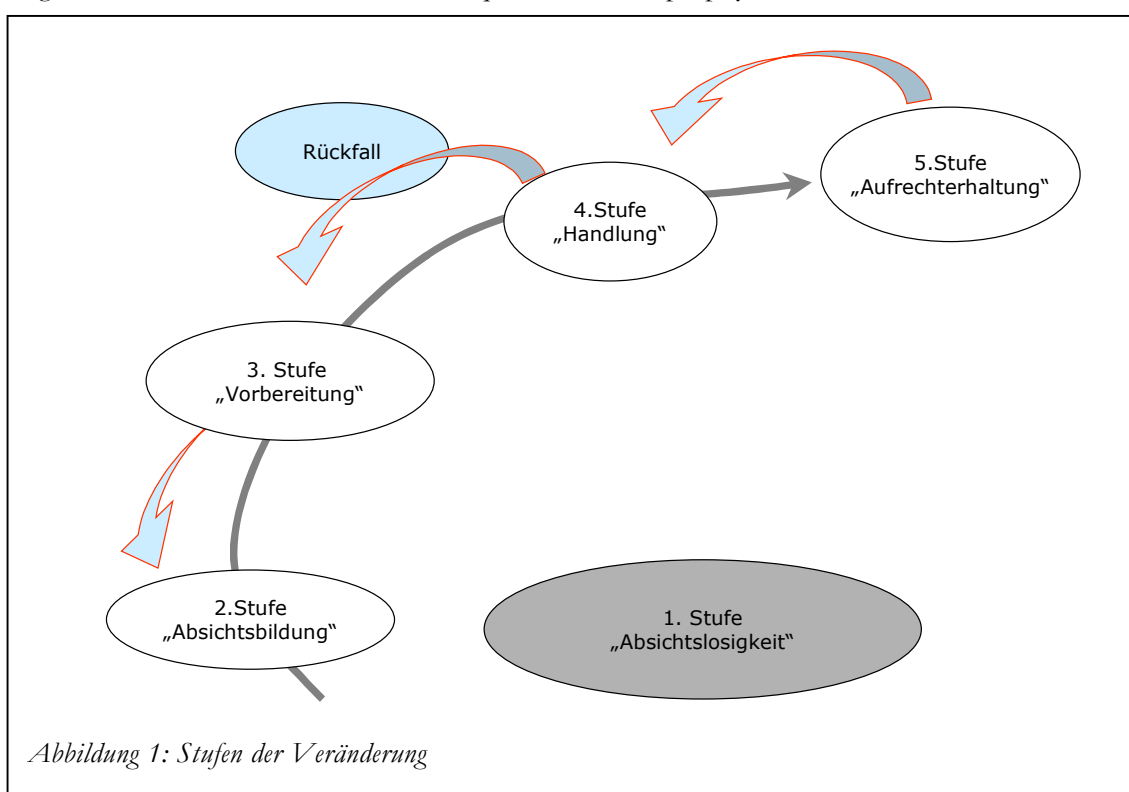 Rückfall
5.Stufe
„Aufrechterhaltung“
4.Stufe
„Handlung“
3. Stufe
„Vorbereitung“
2.Stufe
„Absichtsbildung“
1. Stufe
„Absichtslosigkeit“
Abbildung 1: Stufen der Veränderung